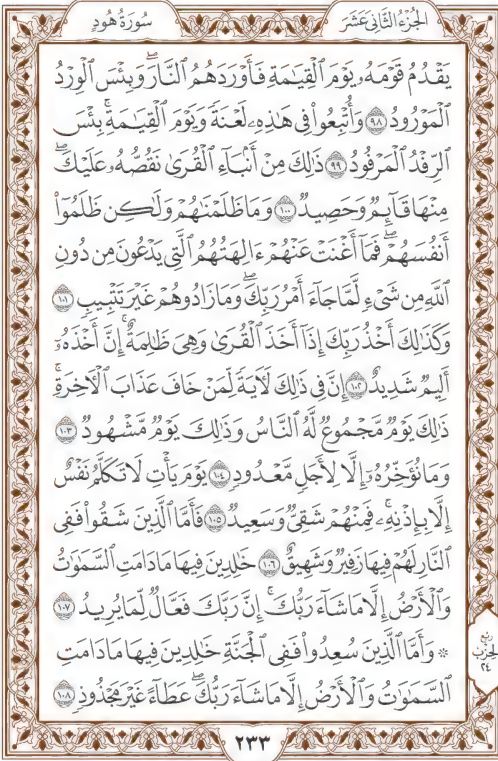 سُورَةُ هُودٍ
الجُزْءُ الثَّانِي عَشَرَ
يَقْدُمُ قَوْمَهُۥ يَوْمَ ٱلْقِيَٰمَةِ فَأَوْرَدَهُمُ ٱلنَّارَۖ وَبِئْسَ ٱلْوِرْدُ
ٱلْمَوْرُودُ ٩٨ وَأُتْبِعُوا۟ فِى هَٰذِهِۦ لَعْنَةً وَيَوْمَ ٱلْقِيَٰمَةِۚ بِئْسَ
ٱلرِّفْدُ ٱلْمَرْفُودُ ٩٩ ذَٰلِكَ مِنْ أَنۢبَآءِ ٱلْقُرَىٰ نَقُصُّهُۥ عَلَيْكَۖ
مِنْهَا قَآئِمٌ وَحَصِيدٌ ١٠٠ وَمَا ظَلَمْنَٰهُمْ وَلَٰكِن ظَلَمُوٓا۟
أَنفُسَهُمْۖ فَمَآ أَغْنَتْ عَنْهُمْ ءَالِهَتُهُمُ ٱلَّتِى يَدْعُونَ مِن دُونِ
ٱللَّهِ مِن شَىْءٍ لَّمَّا جَآءَ أَمْرُ رَبِّكَۖ وَمَا زَادُوهُمْ غَيْرَ تَتْبِيبٍ ١٠١
وَكَذَٰلِكَ أَخْذُ رَبِّكَ إِذَآ أَخَذَ ٱلْقُرَىٰ وَهِىَ ظَٰلِمَةٌۚ إِنَّ أَخْذَهُۥٓ
أَلِيمٌ شَدِيدٌ ١٠٢ إِنَّ فِى ذَٰلِكَ لَءَايَةً لِّمَنْ خَافَ عَذَابَ ٱلْءَاخِرَةِۚ
ذَٰلِكَ يَوْمٌ مَّجْمُوعٌ لَّهُ ٱلنَّاسُ وَذَٰلِكَ يَوْمٌ مَّشْهُودٌ ١٠٣
وَمَا نُؤَخِّرُهُۥٓ إِلَّا لِأَجَلٍ مَّعْدُودٍ ١٠٤ يَوْمَ يَأْتِ لَا تَكَلَّمُ نَفْسٌ
إِلَّا بِإِذْنِهِۦۚ فَمِنْهُمْ شَقِىٌّ وَسَعِيدٌ ١٠٥ فَأَمَّا ٱلَّذِينَ شَقُوا۟ فَفِى
ٱلنَّارِ لَهُمْ فِيهَا زَفِيرٌ وَشَهِيقٌ ١٠٦ خَٰلِدِينَ فِيهَا مَا دَامَتِ ٱلسَّمَٰوَٰتُ
وَٱلْأَرْضُ إِلَّا مَا شَآءَ رَبُّكَۚ إِنَّ رَبَّكَ فَعَّالٌ لِّمَا يُرِيدُ ١٠٧
۞ وَأَمَّا ٱلَّذِينَ سُعِدُوا۟ فَفِى ٱلْجَنَّةِ خَٰلِدِينَ فِيهَا مَا دَامَتِ
ٱلسَّمَٰوَٰتُ وَٱلْأَرْضُ إِلَّا مَا شَآءَ رَبُّكَۖ عَطَآءً غَيْرَ مَجْذُوذٍ ١٠٨
ربع
الحزب
٢٤
٢٣٣